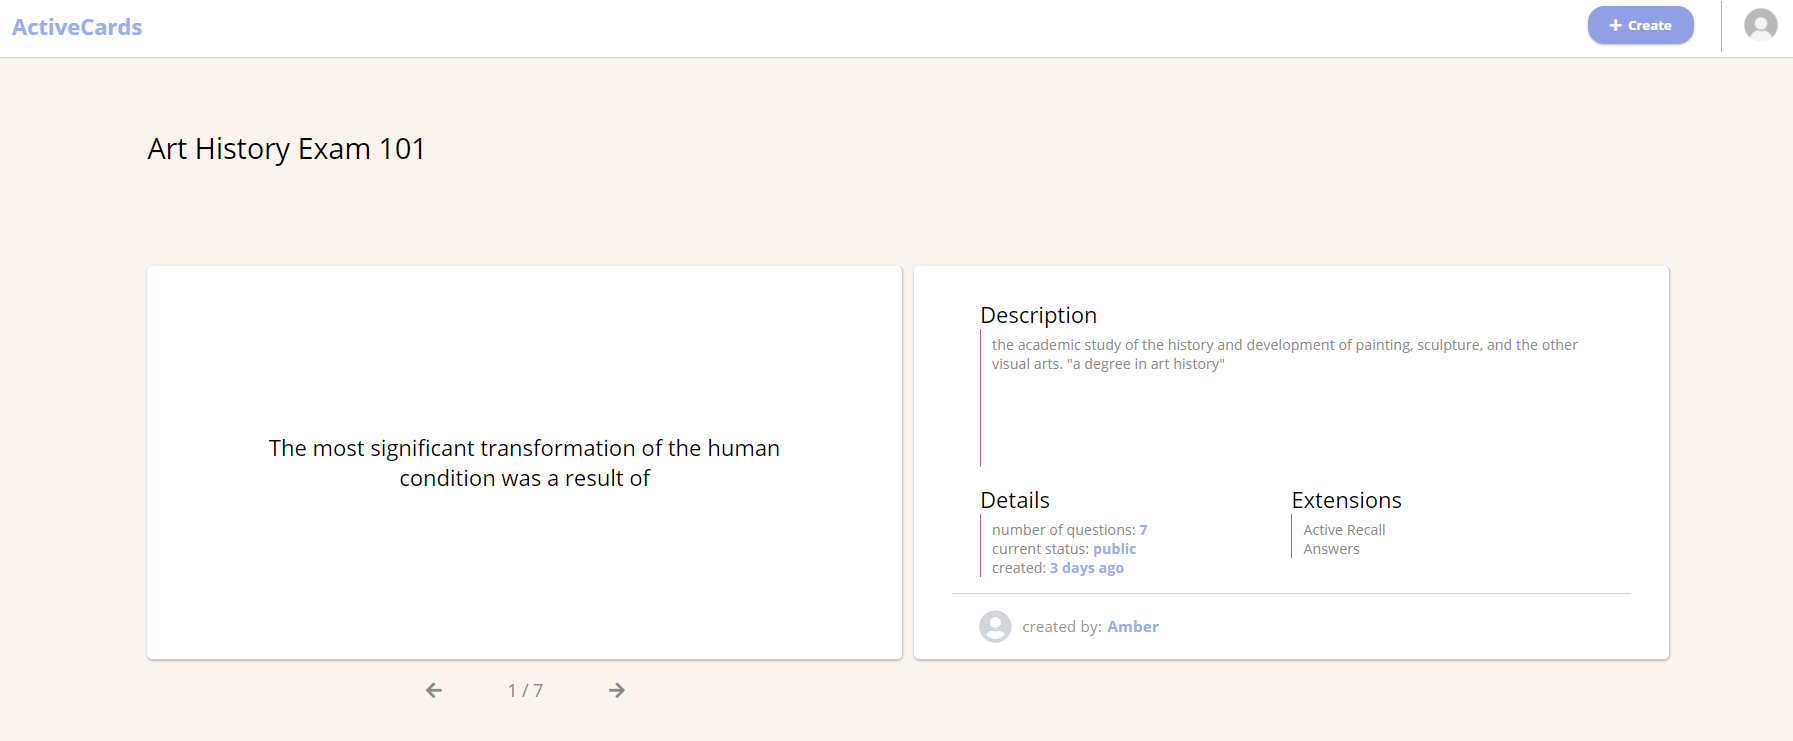 ActiveCards
+ Create
Art History Exam 101
The most significant transformation of the human
condition was a result of
1 / 7
Description
the academic study of the history and development of painting, sculpture, and the other
visual arts. "a degree in art history"
Details
number of questions: 7
current status: public
created: 3 days ago
Extensions
Active Recall
Answers
created by: Amber